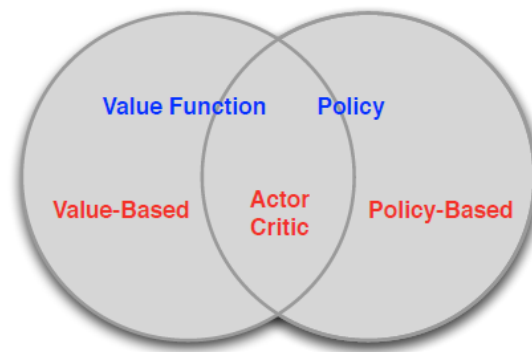 Value Function Policy
Value-Based Actor Critic Policy-Based